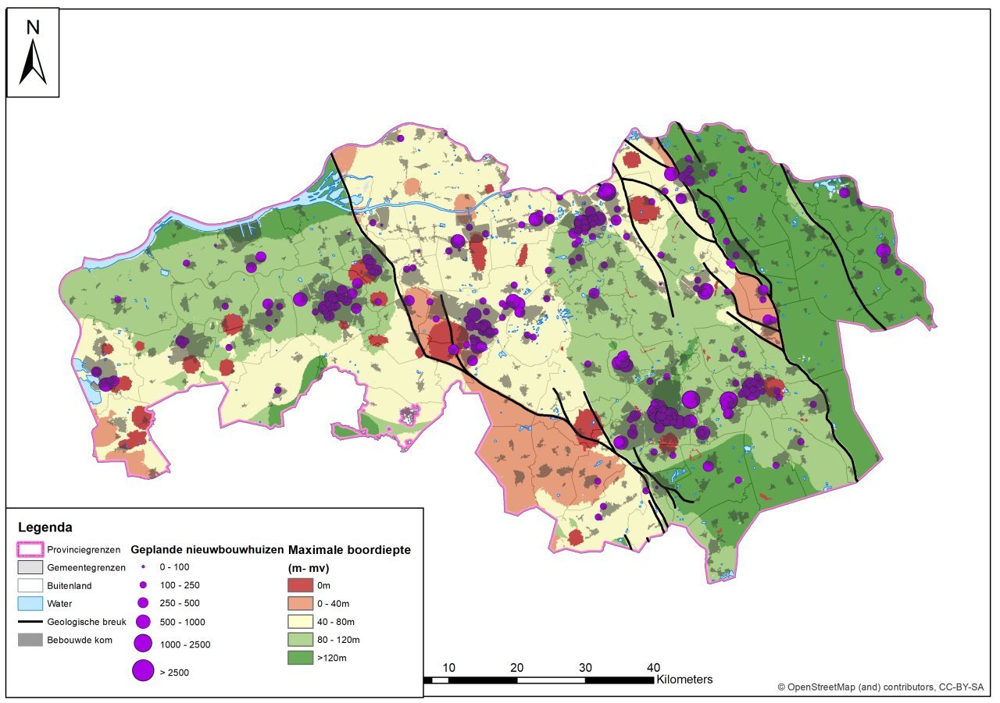 N
Legenda
Provinciegrenzen
Gemeentegrenzen
Buitenland
Water
Geologische breuk
Bebouwde kom
Geplande nieuwbouwhuizen
0 - 100
100 - 250
250 - 500
500 - 1000
1000 - 2500
> 2500
Maximale boordiepte
(m- mv)
0m
0 - 40m
40 - 80m
80 - 120m
>120m
10 20 30 40
Kilometers
© OpenStreetMap (and) contributors, CC-BY-SA